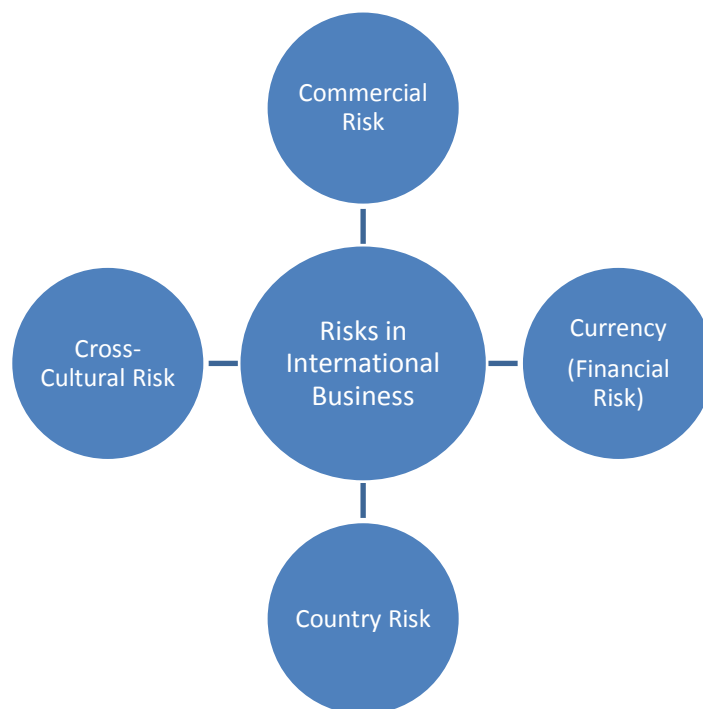 Commercial
Risk
Cross-
Cultural Risk
Risks in
International
Business
Currency
(Financial
Risk)
Country Risk